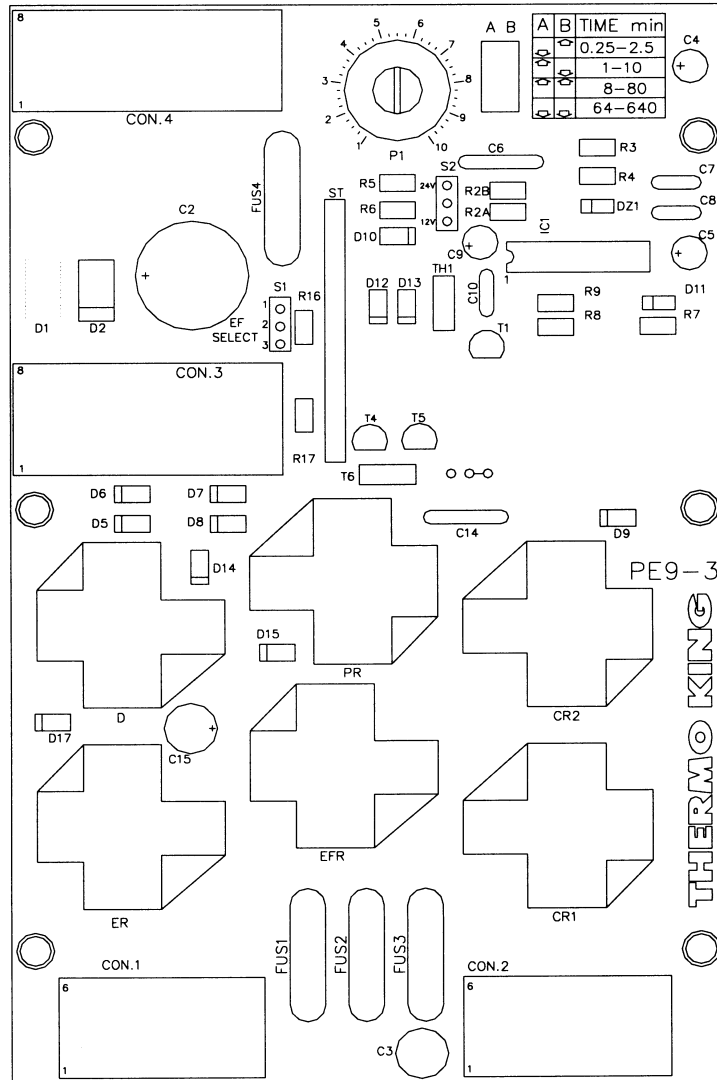 8
1
CON.4
5
6
4
7
3
8
2
9
1
10
P1
A B
A B TIME min
0.25-2.5
1-10
8-80
64-640
C4
R3
R4
DZ1
C7
C8
C6
S2
24V
12V
R2B
R2A
R5
R6
D10
ST
FUS4
C2
C9
IC1
1
C5
D1
D2
S1
1
2
3
EF
SELECT
R16
D12
D13
TH1
C10
T1
R9
R8
D11
R7
8
CON.3
1
R17
T4
T5
T6
D6
D7
D5
D8
C14
D9
D14
PE9-3
D15
PR
CR2
D
D17
C15
THERMO KING
EFR
ER
CR1
FUS1
FUS2
FUS3
CON.1
6
1
CON.2
6
1
C3